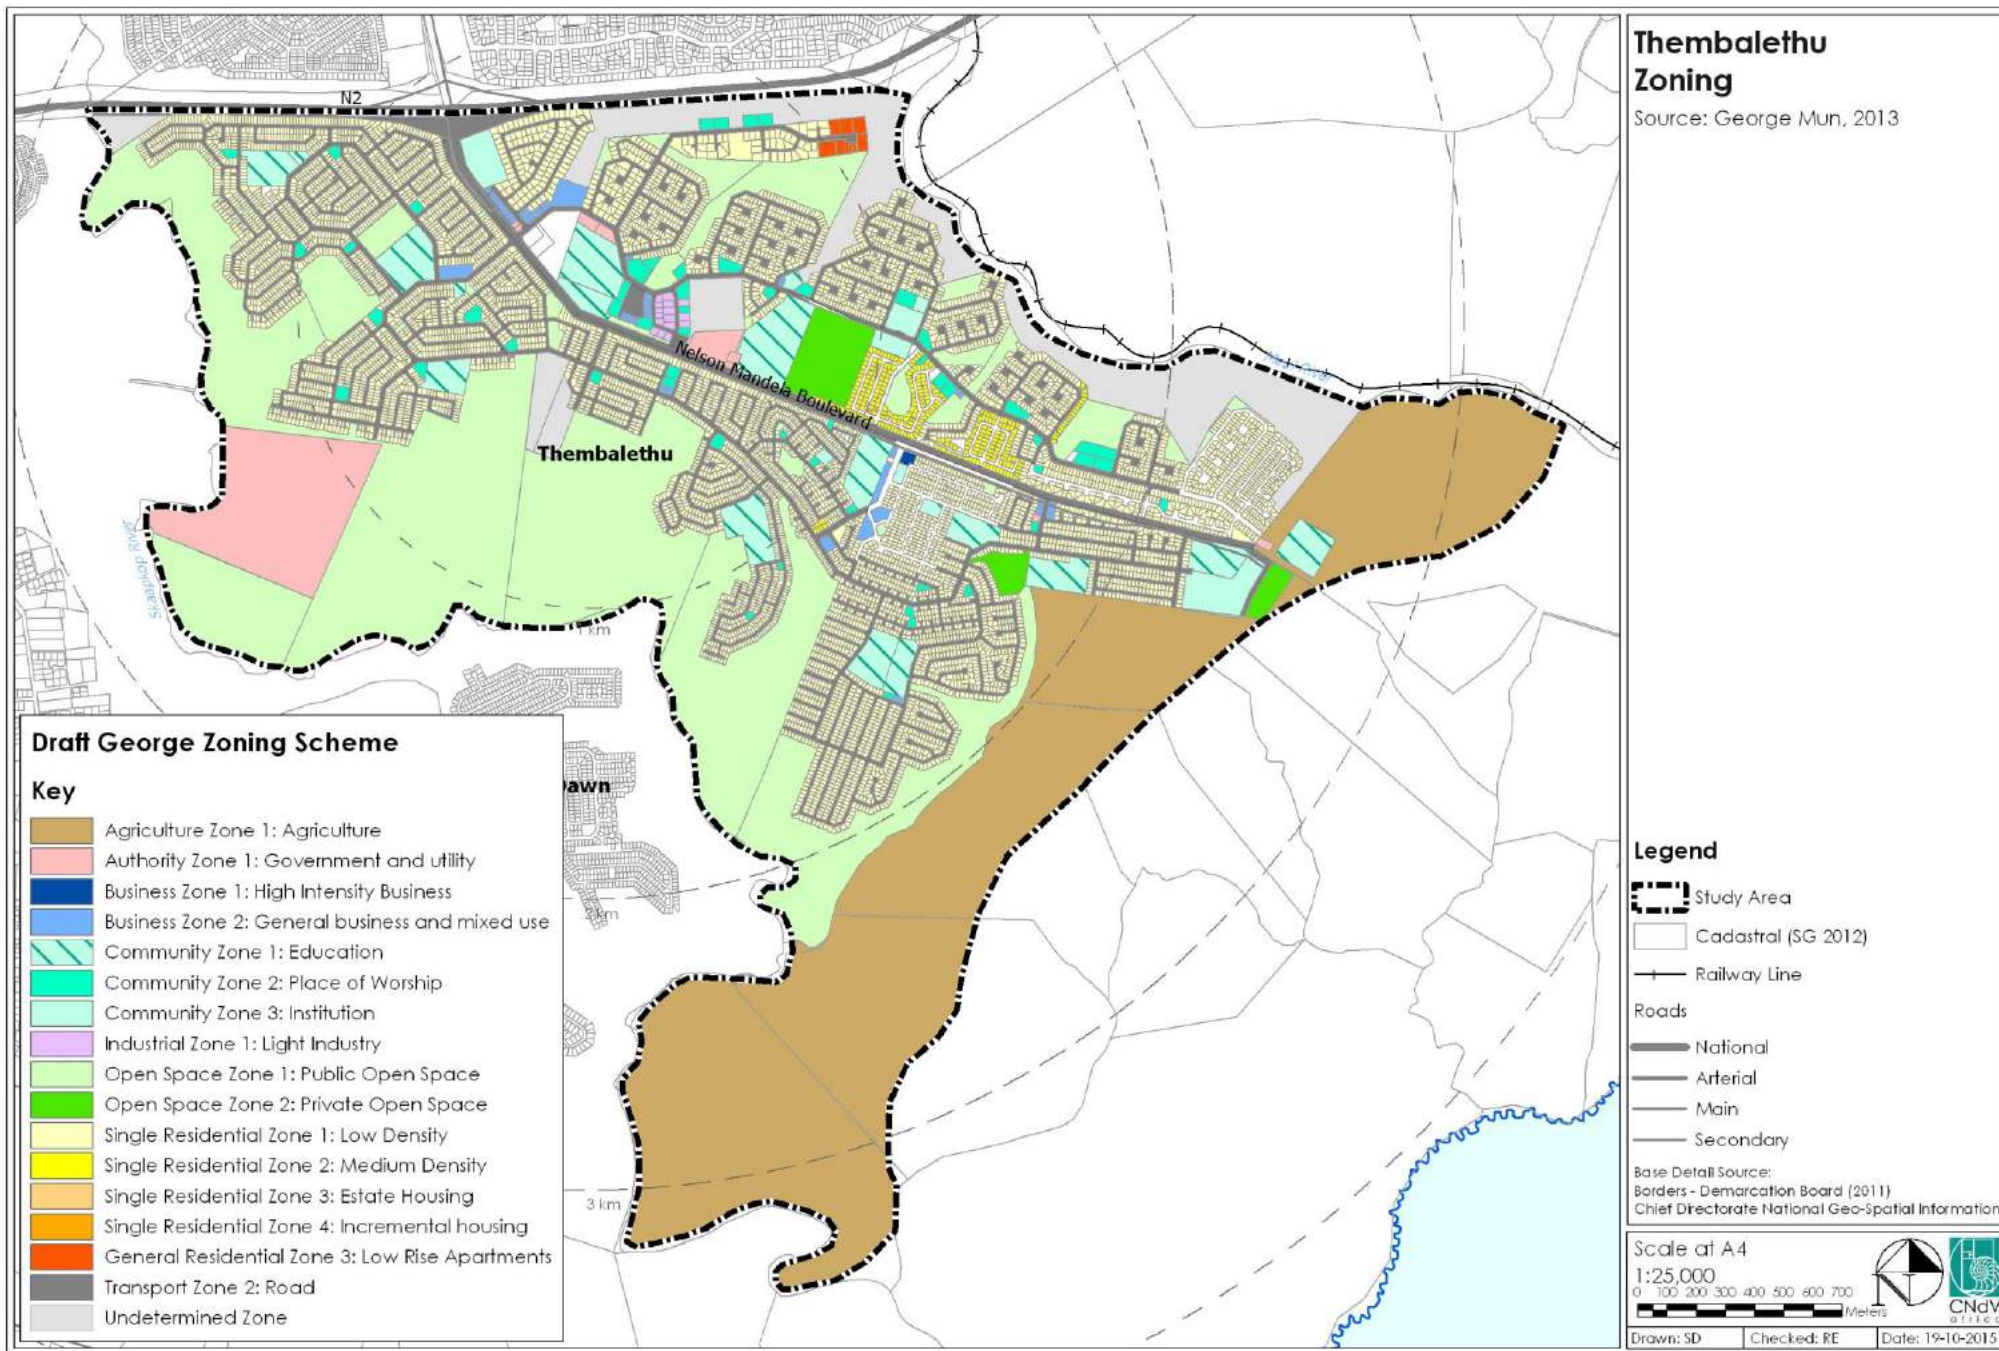 Thembalethu
Zoning
Source: George Mun, 2013
N2
Nelson Mandela Boulevard
Thembalethu
Skaapkop River
1 km
2 km
3 km
Draft George Zoning Scheme
Key
Agriculture Zone 1: Agriculture
Authority Zone 1: Government and utility
Business Zone 1: High Intensity Business
Business Zone 2: General business and mixed use
Community Zone 1: Education
Community Zone 2: Place of Worship
Community Zone 3: Institution
Industrial Zone 1: Light Industry
Open Space Zone 1: Public Open Space
Open Space Zone 2: Private Open Space
Single Residential Zone 1: Low Density
Single Residential Zone 2: Medium Density
Single Residential Zone 3: Estate Housing
Single Residential Zone 4: Incremental housing
General Residential Zone 3: Low Rise Apartments
Transport Zone 2: Road
Undetermined Zone
Legend
Study Area
Cadastral (SG 2012)
Railway Line
Roads
National
Arterial
Main
Secondary
Base Detail Source:
Borders - Demarcation Board (2011)
Chief Directorate National Geo-Spatial Information
Scale at A4
1:25,000
0 100 200 300 400 500 600 700
Meters
N
CNdV
africa
Drawn: SD
Checked: RE
Date: 19-10-2015